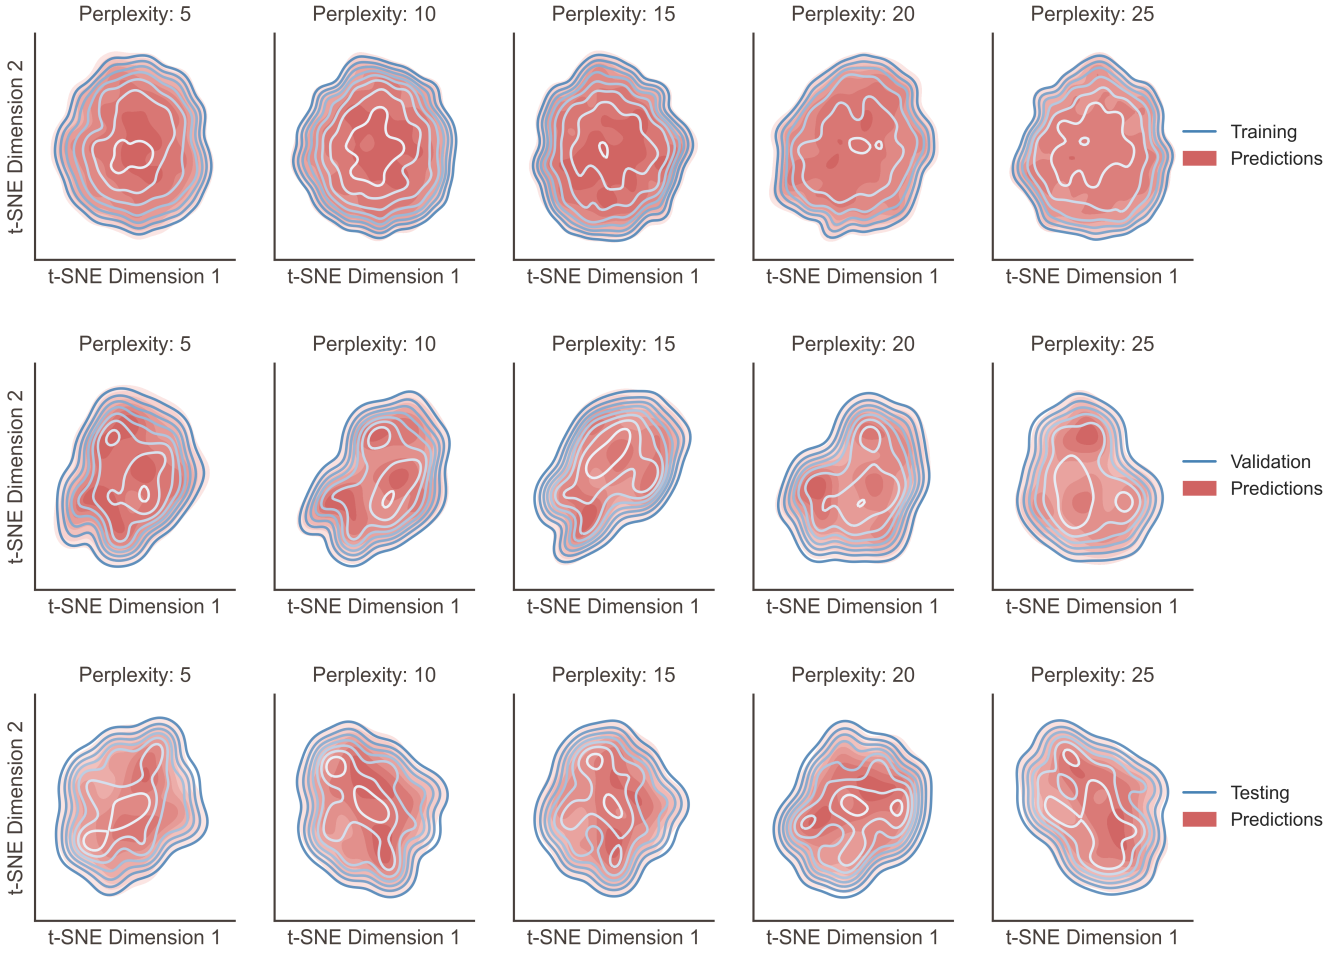 Perplexity: 5
Perplexity: 10
Perplexity: 15
Perplexity: 20
Perplexity: 25
t-SNE Dimension 2
Training
Predictions
t-SNE Dimension 1
t-SNE Dimension 1
t-SNE Dimension 1
t-SNE Dimension 1
t-SNE Dimension 1
Perplexity: 5
Perplexity: 10
Perplexity: 15
Perplexity: 20
Perplexity: 25
t-SNE Dimension 2
Validation
Predictions
t-SNE Dimension 1
t-SNE Dimension 1
t-SNE Dimension 1
t-SNE Dimension 1
t-SNE Dimension 1
Perplexity: 5
Perplexity: 10
Perplexity: 15
Perplexity: 20
Perplexity: 25
t-SNE Dimension 2
Testing
Predictions
t-SNE Dimension 1
t-SNE Dimension 1
t-SNE Dimension 1
t-SNE Dimension 1
t-SNE Dimension 1